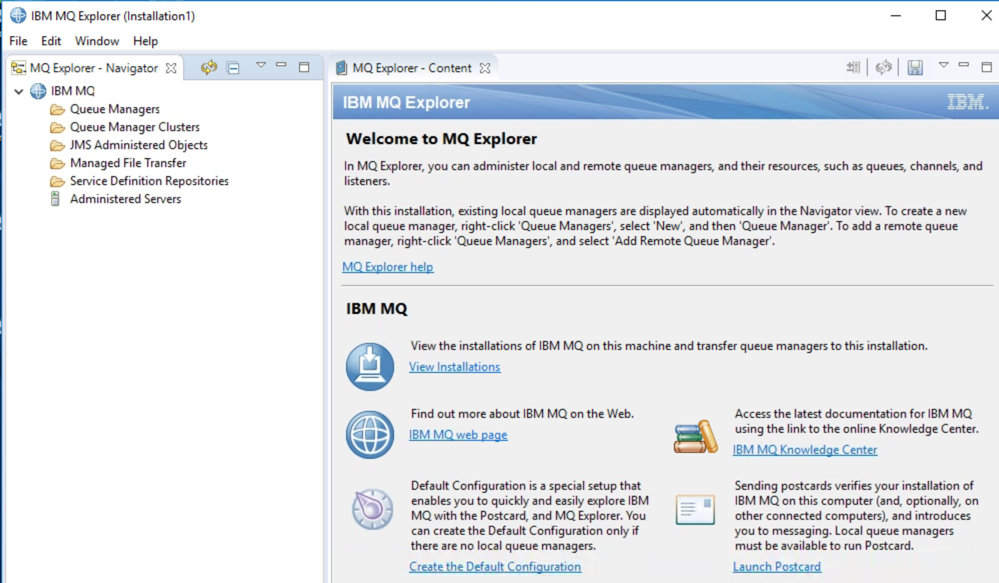 IBM MQ Explorer (Installation1)
File Edit Window Help
MQ Explorer - Navigator
IBM MQ
Queue Managers
Queue Manager Clusters
JMS Administered Objects
Managed File Transfer
Service Definition Repositories
Administered Servers
MQ Explorer - Content
IBM MQ Explorer
IBM.
Welcome to MQ Explorer
In MQ Explorer, you can administer local and remote queue managers, and their resources, such as queues, channels, and
listeners.
With this installation, existing local queue managers are displayed automatically in the Navigator view. To create a new
local queue manager, right-click 'Queue Managers', select 'New', and then 'Queue Manager'. To add a remote queue
manager, right-click 'Queue Managers', and select 'Add Remote Queue Manager'.
MQ Explorer help
IBM MQ
View the installations of IBM MQ on this machine and transfer queue managers to this installation.
View Installations
Find out more about IBM MQ on the Web.
IBM MQ web page
Access the latest documentation for IBM MQ
using the link to the online Knowledge Center.
IBM MQ Knowledge Center
Default Configuration is a special setup that
enables you to quickly and easily explore IBM
MQ with the Postcard, and MQ Explorer. You
can create the Default Configuration only if
there are no local queue managers.
Create the Default Configuration
Sending postcards verifies your installation of
IBM MQ on this computer (and, optionally, on
other connected computers), and introduces
you to messaging. Local queue managers
must be available to run Postcard.
Launch Postcard